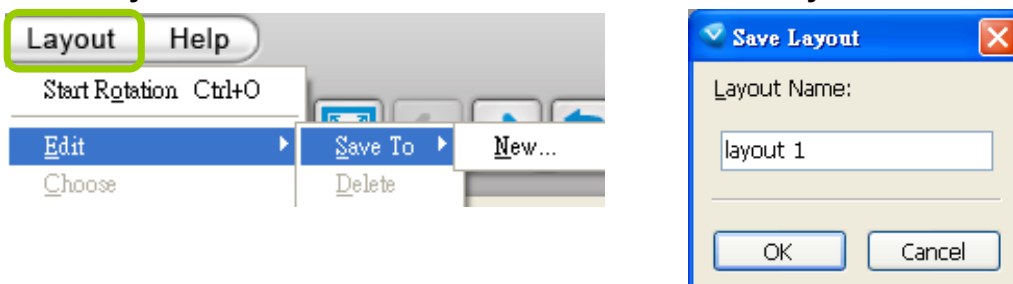 Layout Help
Start Rotation Ctrl+O
Edit Save To New...
Choose Delete
Save Layout
Layout Name:
layout 1
OK Cancel